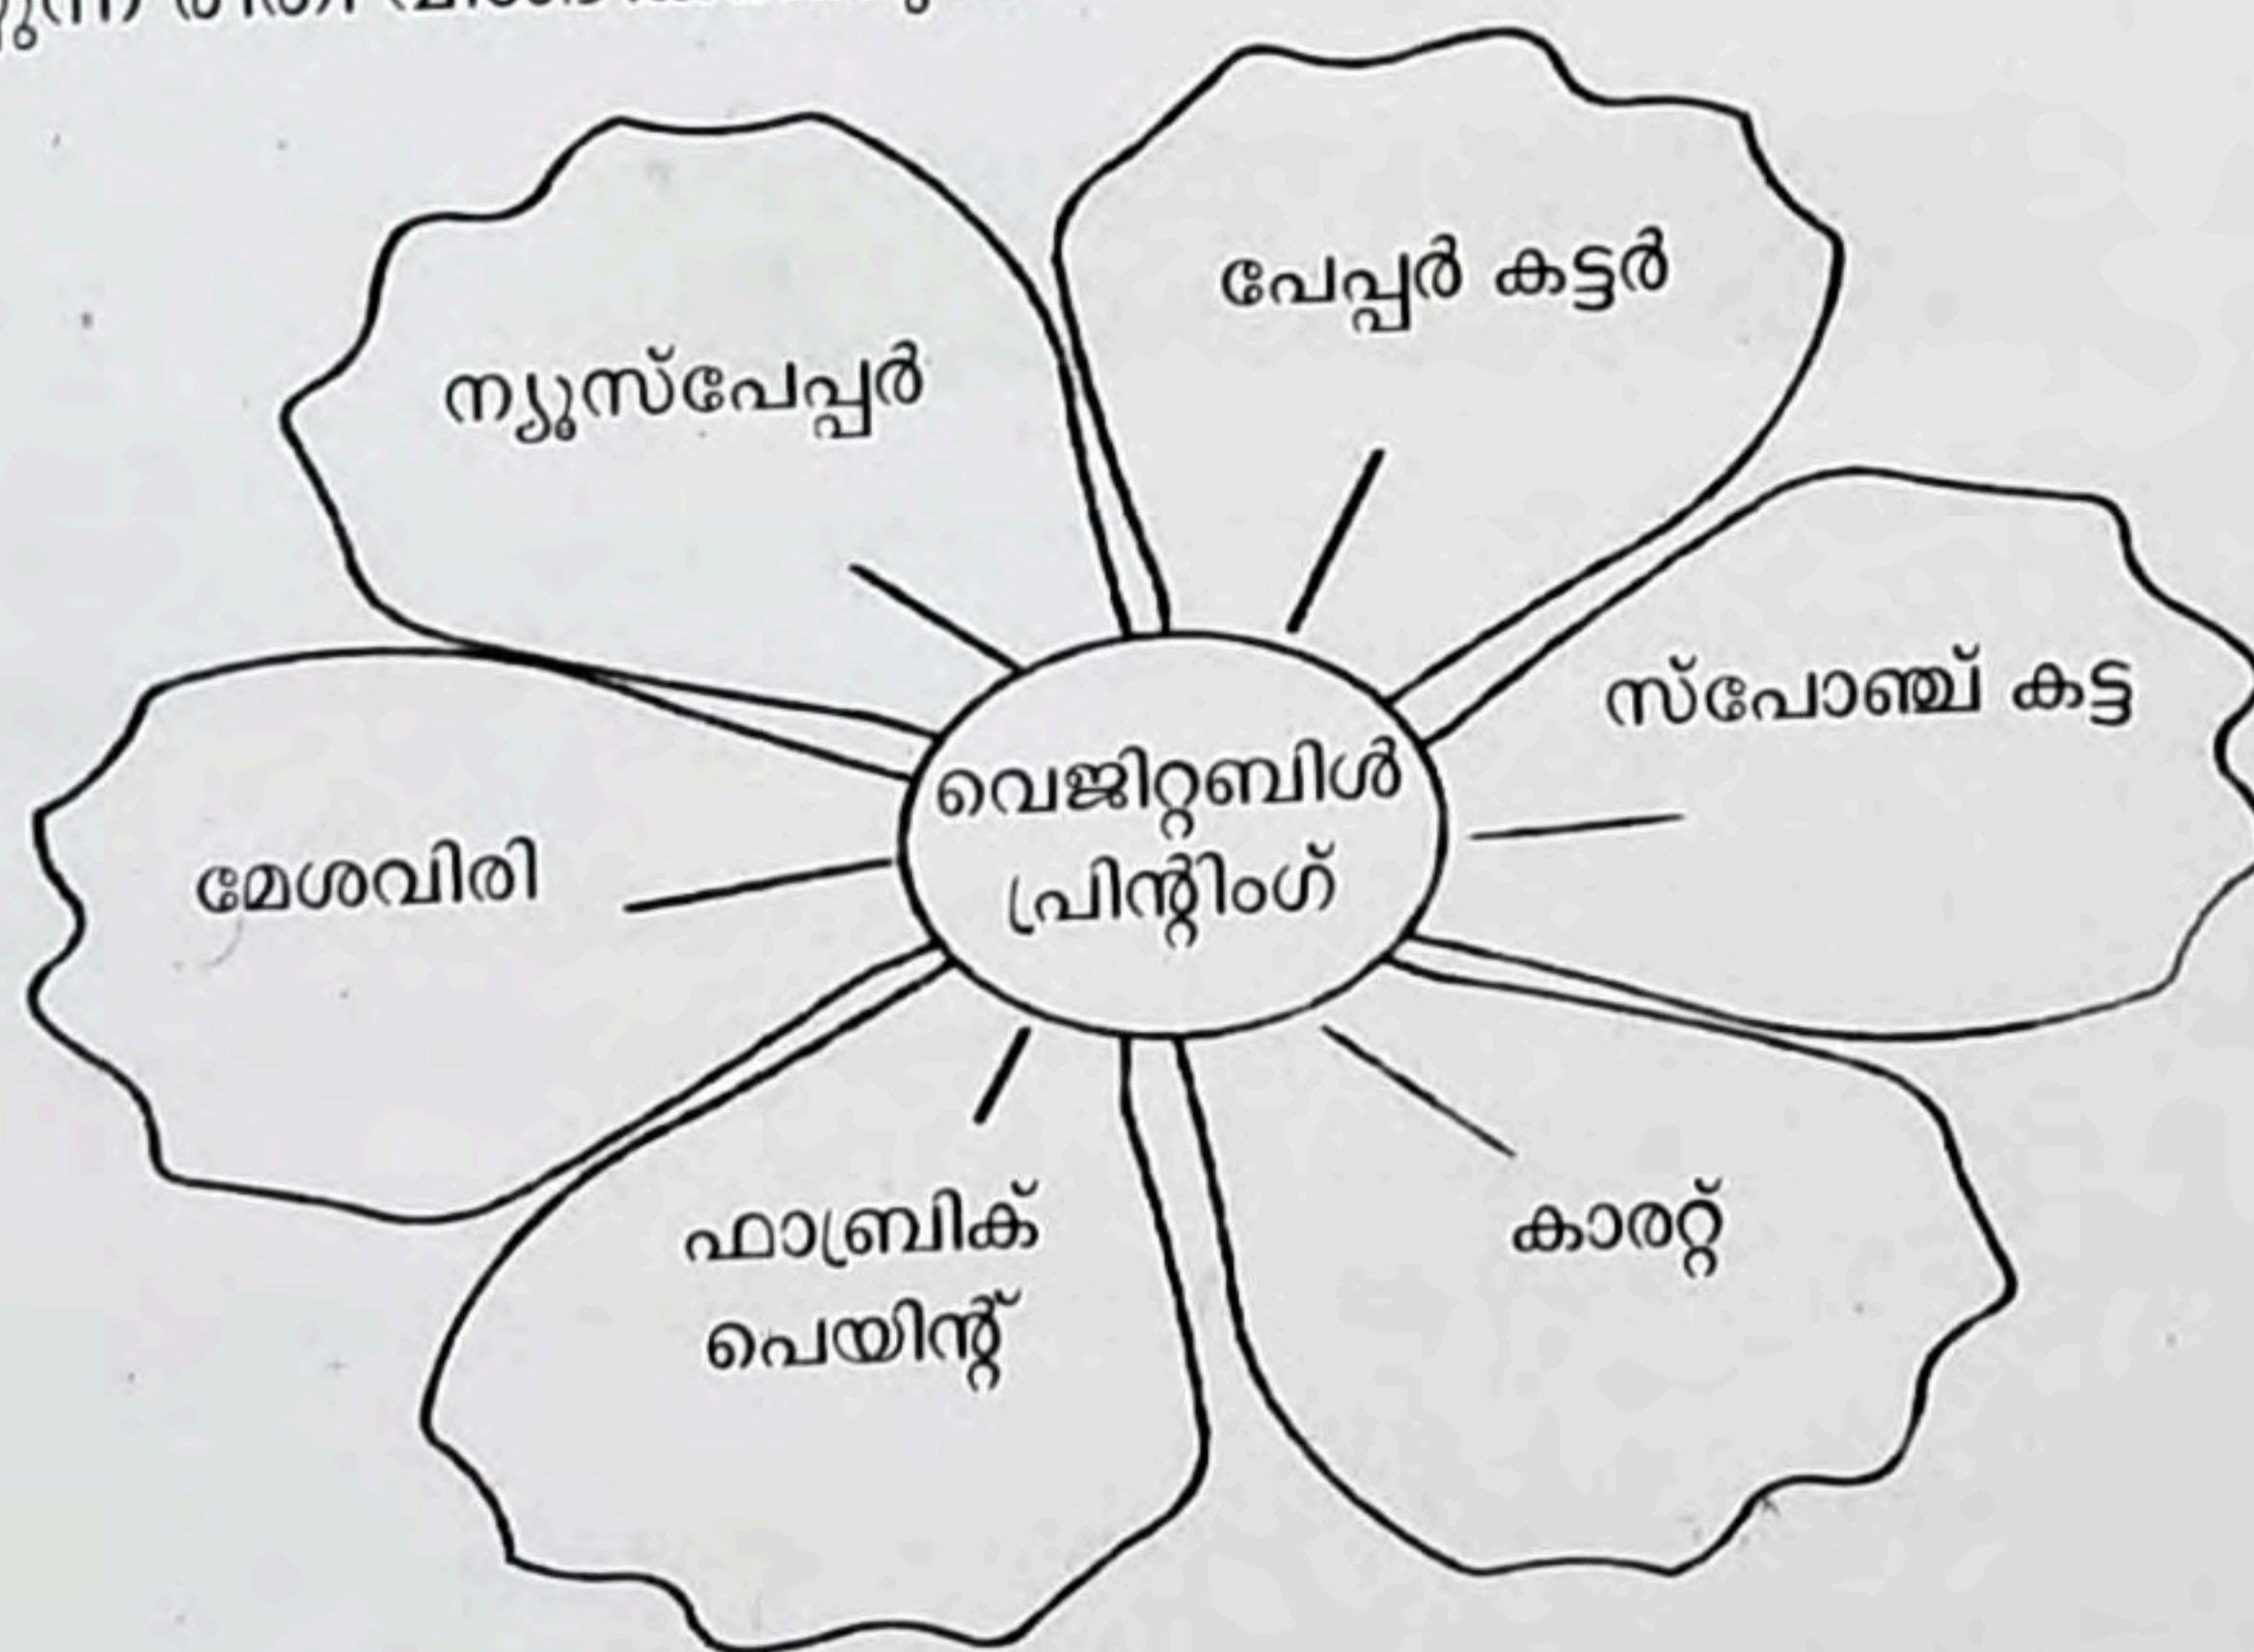 പേപ്പർ കട്ടർ
ന്യൂസ്പേപ്പർ
സ്പോഞ്ച് കട്ട
വെജിറ്റബിൾ
പ്രിന്റിംഗ്
മേശവിരി
ഫാബ്രിക്
പെയിന്റ്
കാരറ്റ്